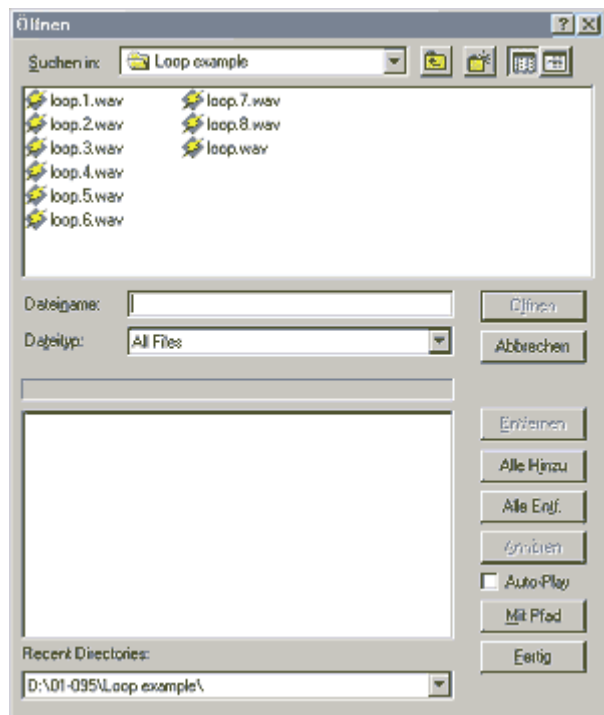 Öffnen
Suchen in: Loop example
loop.1.wav loop.7.wav
loop.2.wav loop.8.wav
loop.3.wav loop.wav
loop.4.wav
loop.5.wav
loop.6.wav
Dateiname: Öffnen
Dateityp: All Files Abbrechen
Entfernen
Alle Hinzu
Alle Entf.
Anhören
Auto-Play
Mit Pfad
Recent Directories: Fertig
D:\01-095\Loop example\